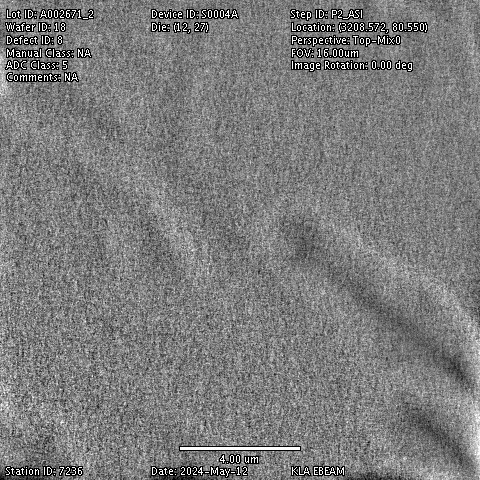 Lot ID: A002671_2
Wafer ID: 18
Defect ID: 8
Manual Class: NA
ADC Class: 5
Comments: NA
Device ID: S0004A
Die: (12, 27)
Step ID: P2_ASI
Location: (3208.572, 80.550)
Perspective: Top-Mix0
FOV: 16.00um
Image Rotation: 0.00 deg
4.00 um
Station ID: 7236
Date: 2024-May-12
KLA EBEAM